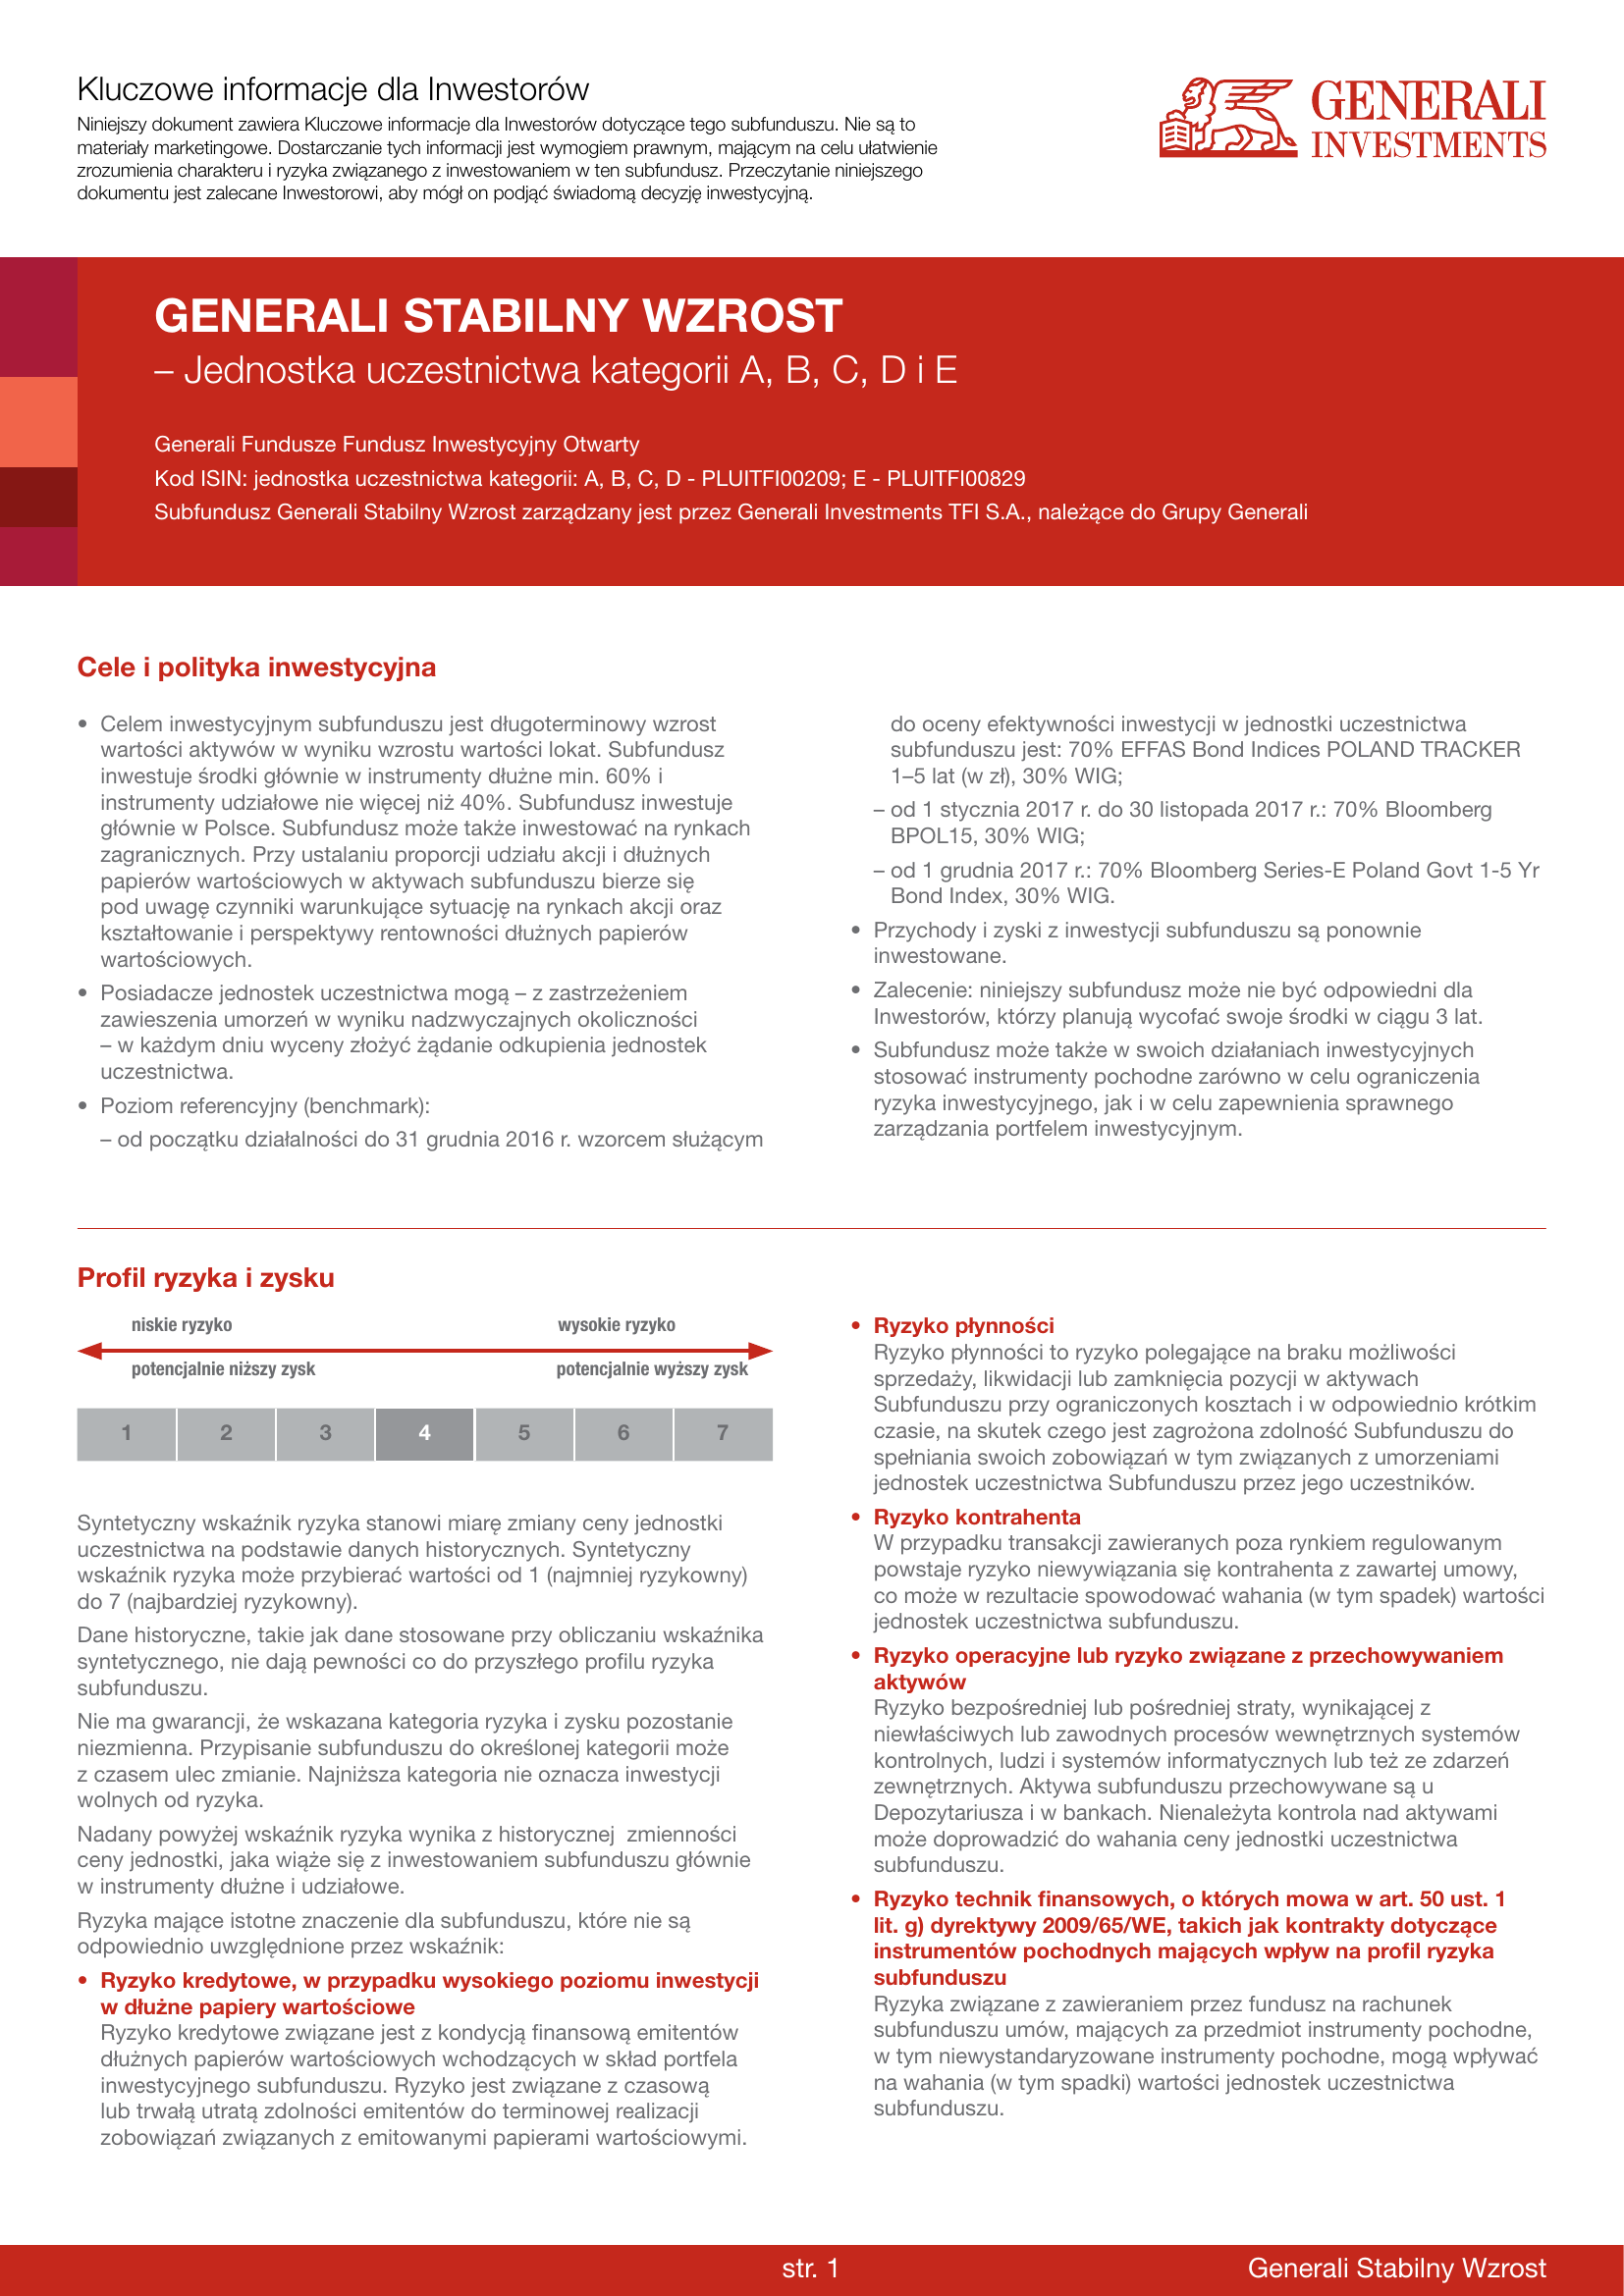 Kluczowe informacje dla Inwestorów
Niniejszy dokument zawiera Kluczowe informacje dla Inwestorów dotyczące tego subfunduszu. Nie są to
materiały marketingowe. Dostarczanie tych informacji jest wymogiem prawnym, mającym na celu ułatwienie
zrozumienia charakteru i ryzyka związanego z inwestowaniem w ten subfundusz. Przeczytanie niniejszego
dokumentu jest zalecane Inwestorowi, aby mógł on podjąć świadomą decyzję inwestycyjną.
GENERALI
INVESTMENTS
GENERALI STABILNY WZROST
– Jednostka uczestnictwa kategorii A, B, C, D i E
Generali Fundusze Fundusz Inwestycyjny Otwarty
Kod ISIN: jednostka uczestnictwa kategorii: A, B, C, D - PLUITFI00209; E - PLUITFI00829
Subfundusz Generali Stabilny Wzrost zarządzany jest przez Generali Investments TFI S.A., należące do Grupy Generali
Cele i polityka inwestycyjna
• Celem inwestycyjnym subfunduszu jest długoterminowy wzrost
wartości aktywów w wyniku wzrostu wartości lokat. Subfundusz
inwestuje środki głównie w instrumenty dłużne min. 60% i
instrumenty udziałowe nie więcej niż 40%. Subfundusz inwestuje
głównie w Polsce. Subfundusz może także inwestować na rynkach
zagranicznych. Przy ustalaniu proporcji udziału akcji i dłużnych
papierów wartościowych w aktywach subfunduszu bierze się
pod uwagę czynniki warunkujące sytuację na rynkach akcji oraz
kształtowanie i perspektywy rentowności dłużnych papierów
wartościowych.
• Posiadacze jednostek uczestnictwa mogą – z zastrzeżeniem
zawieszenia umorzeń w wyniku nadzwyczajnych okoliczności
– w każdym dniu wyceny złożyć żądanie odkupienia jednostek
uczestnictwa.
• Poziom referencyjny (benchmark):
– od początku działalności do 31 grudnia 2016 r. wzorcem służącym
do oceny efektywności inwestycji w jednostki uczestnictwa
subfunduszu jest: 70% EFFAS Bond Indices POLAND TRACKER
1–5 lat (w zł), 30% WIG;
– od 1 stycznia 2017 r. do 30 listopada 2017 r.: 70% Bloomberg
BPOL15, 30% WIG;
– od 1 grudnia 2017 r.: 70% Bloomberg Series-E Poland Govt 1-5 Yr
Bond Index, 30% WIG.
• Przychody i zyski z inwestycji subfunduszu są ponownie
inwestowane.
• Zalecenie: niniejszy subfundusz może nie być odpowiedni dla
Inwestorów, którzy planują wycofać swoje środki w ciągu 3 lat.
• Subfundusz może także w swoich działaniach inwestycyjnych
stosować instrumenty pochodne zarówno w celu ograniczenia
ryzyka inwestycyjnego, jak i w celu zapewnienia sprawnego
zarządzania portfelem inwestycyjnym.
Profil ryzyka i zysku
niskie ryzyko wysokie ryzyko
potencjalnie niższy zysk potencjalnie wyższy zysk
1 2 3 4 5 6 7
Syntetyczny wskaźnik ryzyka stanowi miarę zmiany ceny jednostki
uczestnictwa na podstawie danych historycznych. Syntetyczny
wskaźnik ryzyka może przybierać wartości od 1 (najmniej ryzykowny)
do 7 (najbardziej ryzykowny).
Dane historyczne, takie jak dane stosowane przy obliczaniu wskaźnika
syntetycznego, nie dają pewności co do przyszłego profilu ryzyka
subfunduszu.
Nie ma gwarancji, że wskazana kategoria ryzyka i zysku pozostanie
niezmienna. Przypisanie subfunduszu do określonej kategorii może
z czasem ulec zmianie. Najniższa kategoria nie oznacza inwestycji
wolnych od ryzyka.
Nadany powyżej wskaźnik ryzyka wynika z historycznej zmienności
ceny jednostki, jaka wiąże się z inwestowaniem subfunduszu głównie
w instrumenty dłużne i udziałowe.
Ryzyka mające istotne znaczenie dla subfunduszu, które nie są
odpowiednio uwzględnione przez wskaźnik:
• Ryzyko kredytowe, w przypadku wysokiego poziomu inwestycji
w dłużne papiery wartościowe
Ryzyko kredytowe związane jest z kondycją finansową emitentów
dłużnych papierów wartościowych wchodzących w skład portfela
inwestycyjnego subfunduszu. Ryzyko jest związane z czasową
lub trwałą utratą zdolności emitentów do terminowej realizacji
zobowiązań związanych z emitowanymi papierami wartościowymi.
• Ryzyko płynności
Ryzyko płynności to ryzyko polegające na braku możliwości
sprzedaży, likwidacji lub zamknięcia pozycji w aktywach
Subfunduszu przy ograniczonych kosztach i w odpowiednio krótkim
czasie, na skutek czego jest zagrożona zdolność Subfunduszu do
spełniania swoich zobowiązań w tym związanych z umorzeniami
jednostek uczestnictwa Subfunduszu przez jego uczestników.
• Ryzyko kontrahenta
W przypadku transakcji zawieranych poza rynkiem regulowanym
powstaje ryzyko niewywiązania się kontrahenta z zawartej umowy,
co może w rezultacie spowodować wahania (w tym spadek) wartości
jednostek uczestnictwa subfunduszu.
• Ryzyko operacyjne lub ryzyko związane z przechowywaniem
aktywów
Ryzyko bezpośredniej lub pośredniej straty, wynikającej z
niewłaściwych lub zawodnych procesów wewnętrznych systemów
kontrolnych, ludzi i systemów informatycznych lub też ze zdarzeń
zewnętrznych. Aktywa subfunduszu przechowywane są u
Depozytariusza i w bankach. Nienależyta kontrola nad aktywami
może doprowadzić do wahania ceny jednostki uczestnictwa
subfunduszu.
• Ryzyko technik finansowych, o których mowa w art. 50 ust. 1
lit. g) dyrektywy 2009/65/WE, takich jak kontrakty dotyczące
instrumentów pochodnych mających wpływ na profil ryzyka
subfunduszu
Ryzyka związane z zawieraniem przez fundusz na rachunek
subfunduszu umów, mających za przedmiot instrumenty pochodne,
w tym niewystandaryzowane instrumenty pochodne, mogą wpływać
na wahania (w tym spadki) wartości jednostek uczestnictwa
subfunduszu.
str. 1
Generali Stabilny Wzrost